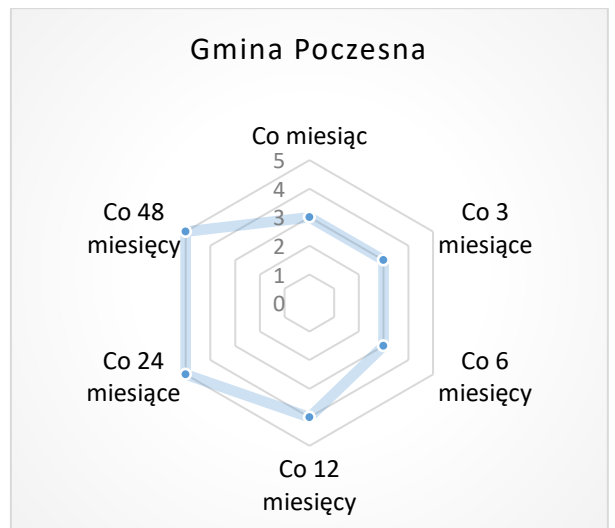 Gmina Poczesna
Co miesiąc
5
4
3
2
1
0
Co 3
miesiące
Co 6
miesięcy
Co 12
miesięcy
Co 24
miesiące
Co 48
miesięcy